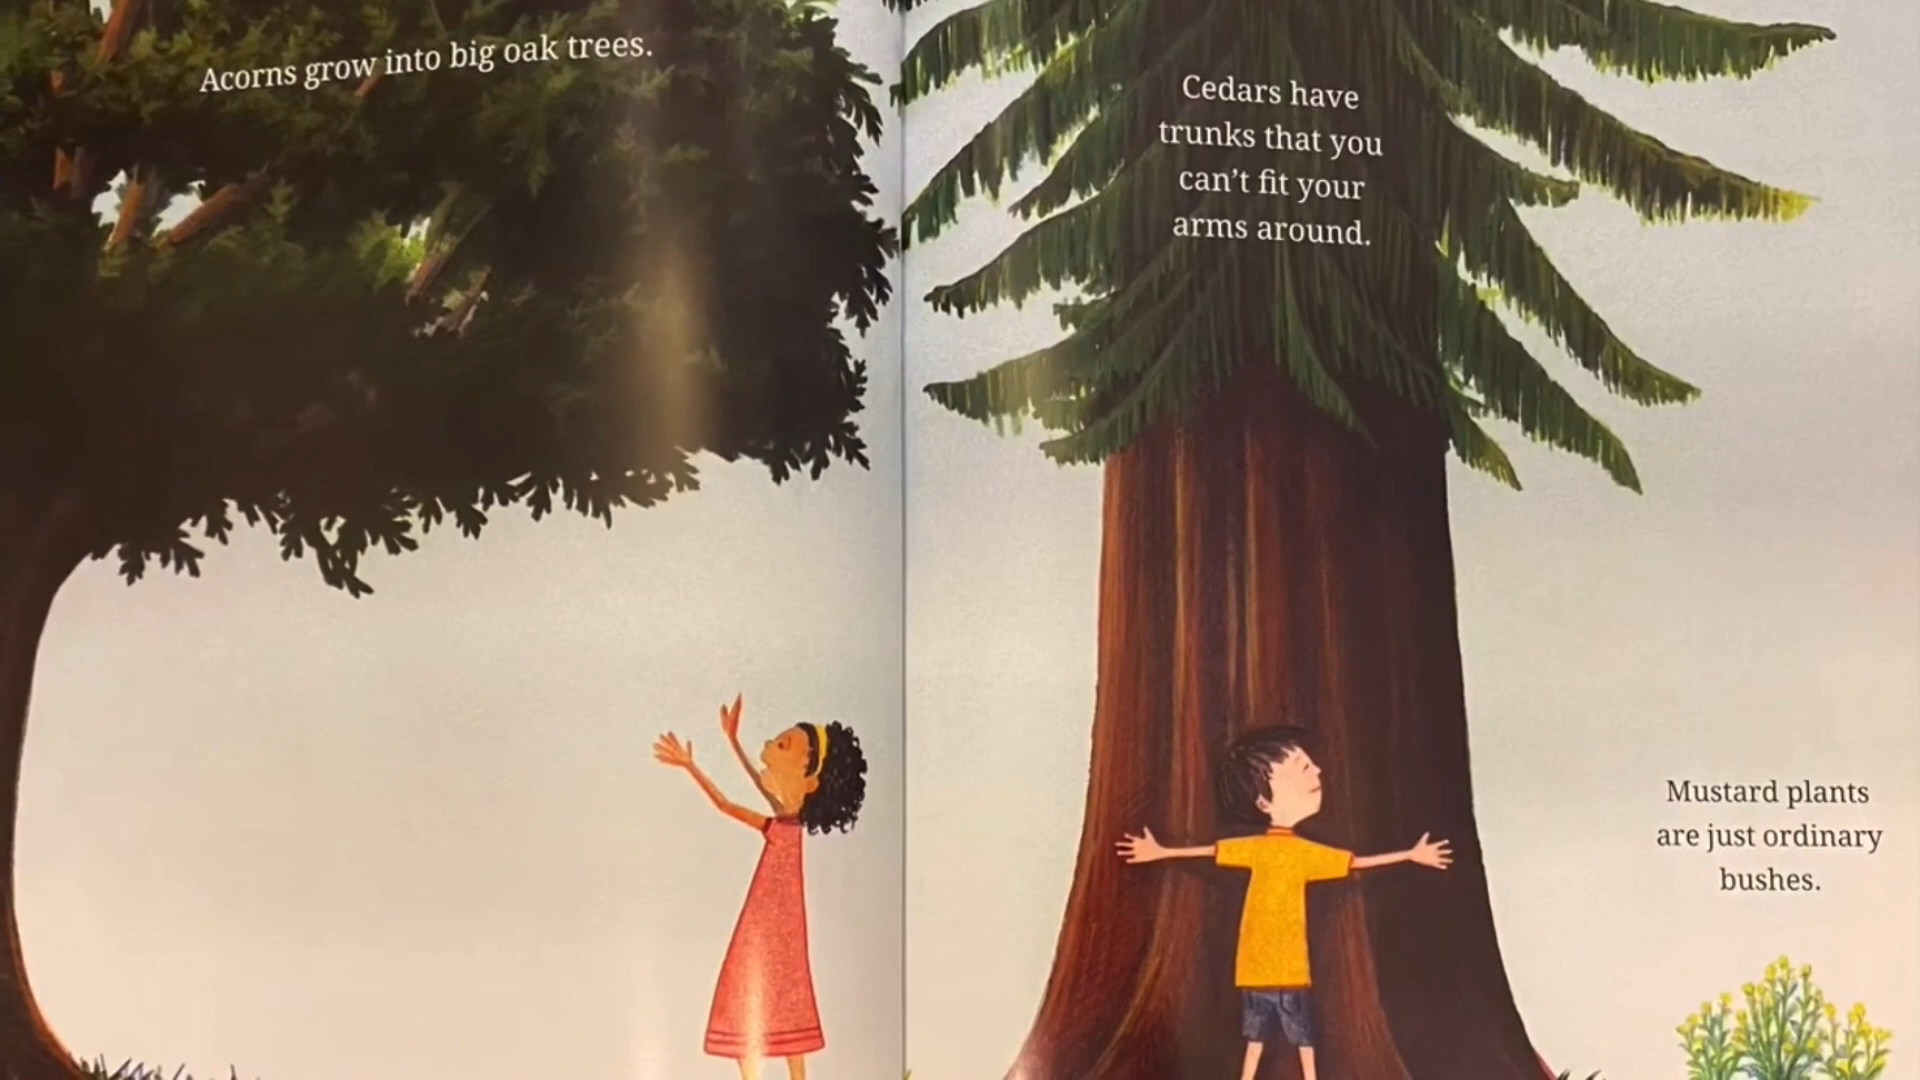 Acorns grow into big oak trees.
Cedars have
trunks that you
can’t fit your
arms around.
Mustard plants
are just ordinary
bushes.